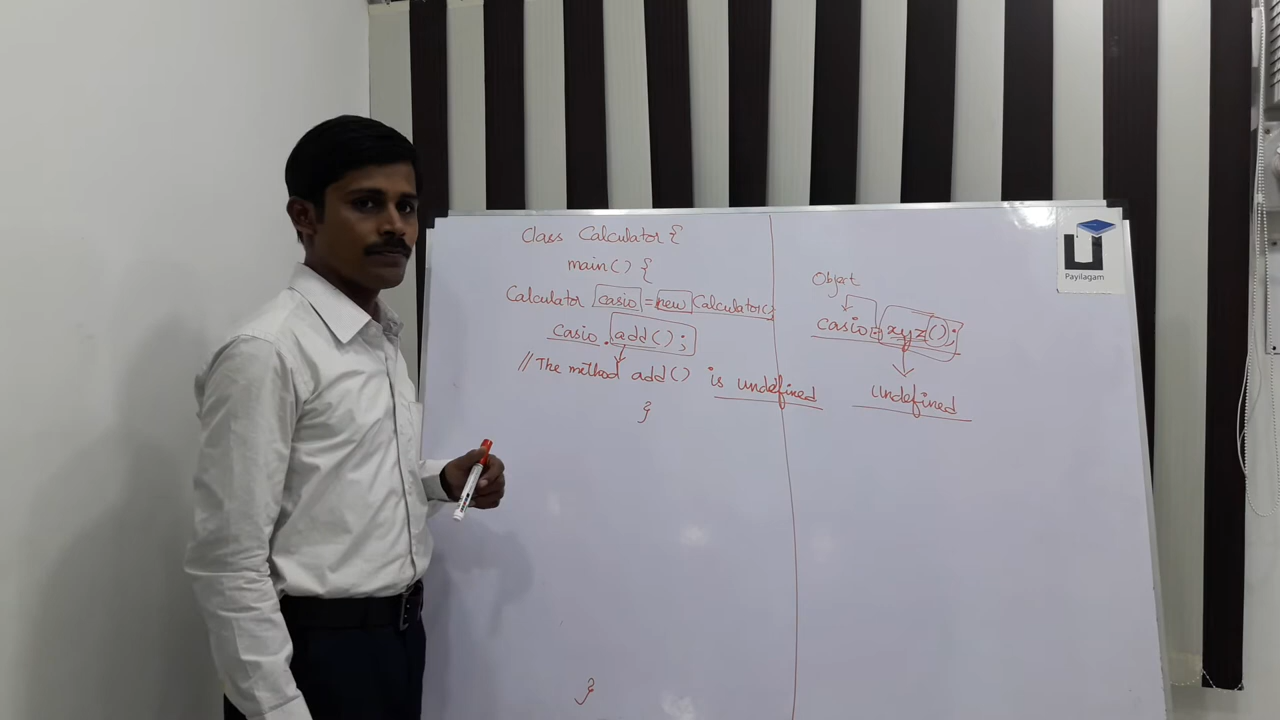 Class Calculator {
main() {
Calculator casio = new Calculator()
casio.add();
// The method add() is undefined
}
}
Object
casio.xyz();
undefined
Payilagam